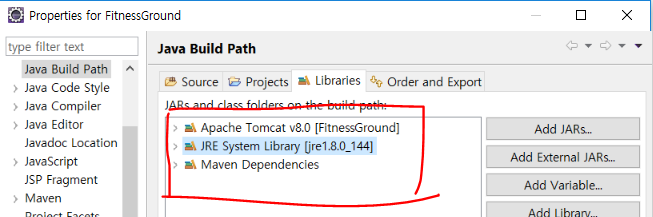 Properties for FitnessGround
type filter text
Java Build Path
Java Code Style
Java Compiler
Java Editor
Javadoc Location
JavaScript
JSP Fragment
Maven
Project Facets
Java Build Path
Source
Projects
Libraries
Order and Export
JARs and class folders on the build path:
Apache Tomcat v8.0 [FitnessGround]
JRE System Library [jre1.8.0_144]
Maven Dependencies
Add JARs...
Add External JARs...
Add Variable...
Add Library...